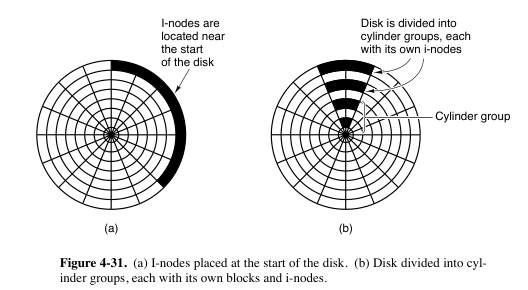 I-nodes are
located near
the start
of the disk
Disk is divided into
cylinder groups, each
with its own i-nodes
Cylinder group
(a)
(b)
Figure 4-31. (a) I-nodes placed at the start of the disk. (b) Disk divided into cyl-
inder groups, each with its own blocks and i-nodes.